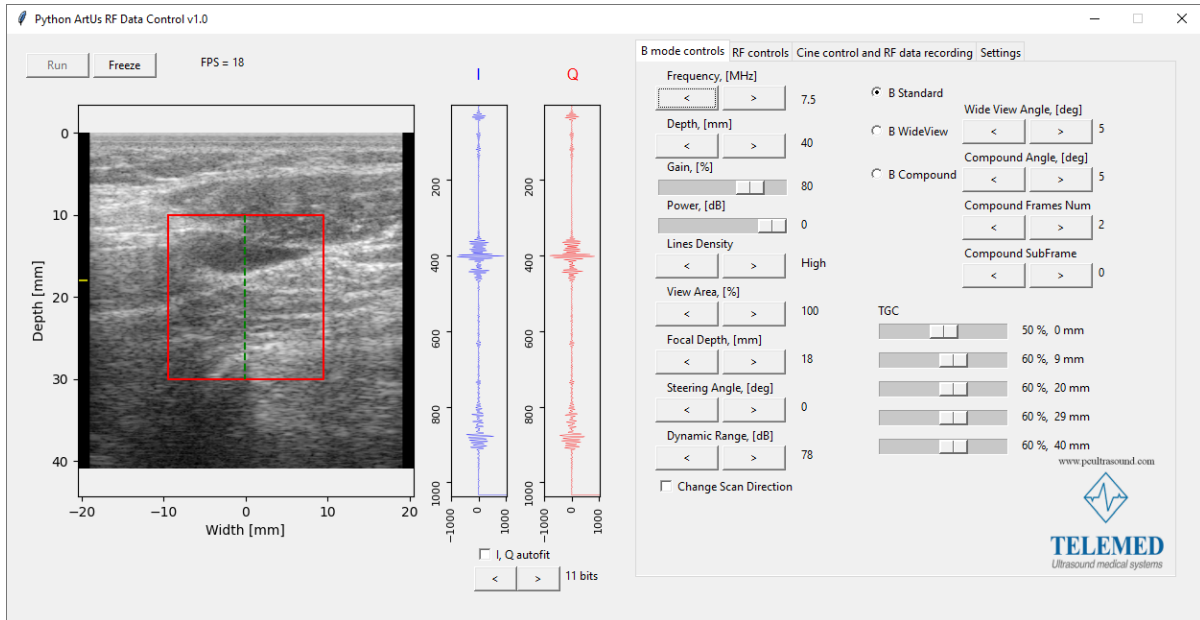 Python ArtUs RF Data Control v1.0
Run
Freeze
FPS = 18
I
Q
0
10
20
30
40
Depth [mm]
−20
−10
0
10
20
Width [mm]
200
400
600
800
1000
−1000
0
1000
200
400
600
800
1000
−1000
0
1000
I, Q autofit
<
>
11 bits
B mode controls
RF controls
Cine control and RF data recording
Settings
Frequency, [MHz]
<
>
7.5
Depth, [mm]
<
>
40
Gain, [%]
80
Power, [dB]
0
Lines Density
<
>
High
View Area, [%]
<
>
100
Focal Depth, [mm]
<
>
18
Steering Angle, [deg]
<
>
0
Dynamic Range, [dB]
<
>
78
Change Scan Direction
B Standard
B WideView
B Compound
Wide View Angle, [deg]
<
>
5
Compound Angle, [deg]
<
>
5
Compound Frames Num
<
>
2
Compound SubFrame
<
>
0
TGC
50 %, 0 mm
60 %, 9 mm
60 %, 20 mm
60 %, 29 mm
60 %, 40 mm
www.pcultrasound.com
TELEMED
Ultrasound medical systems